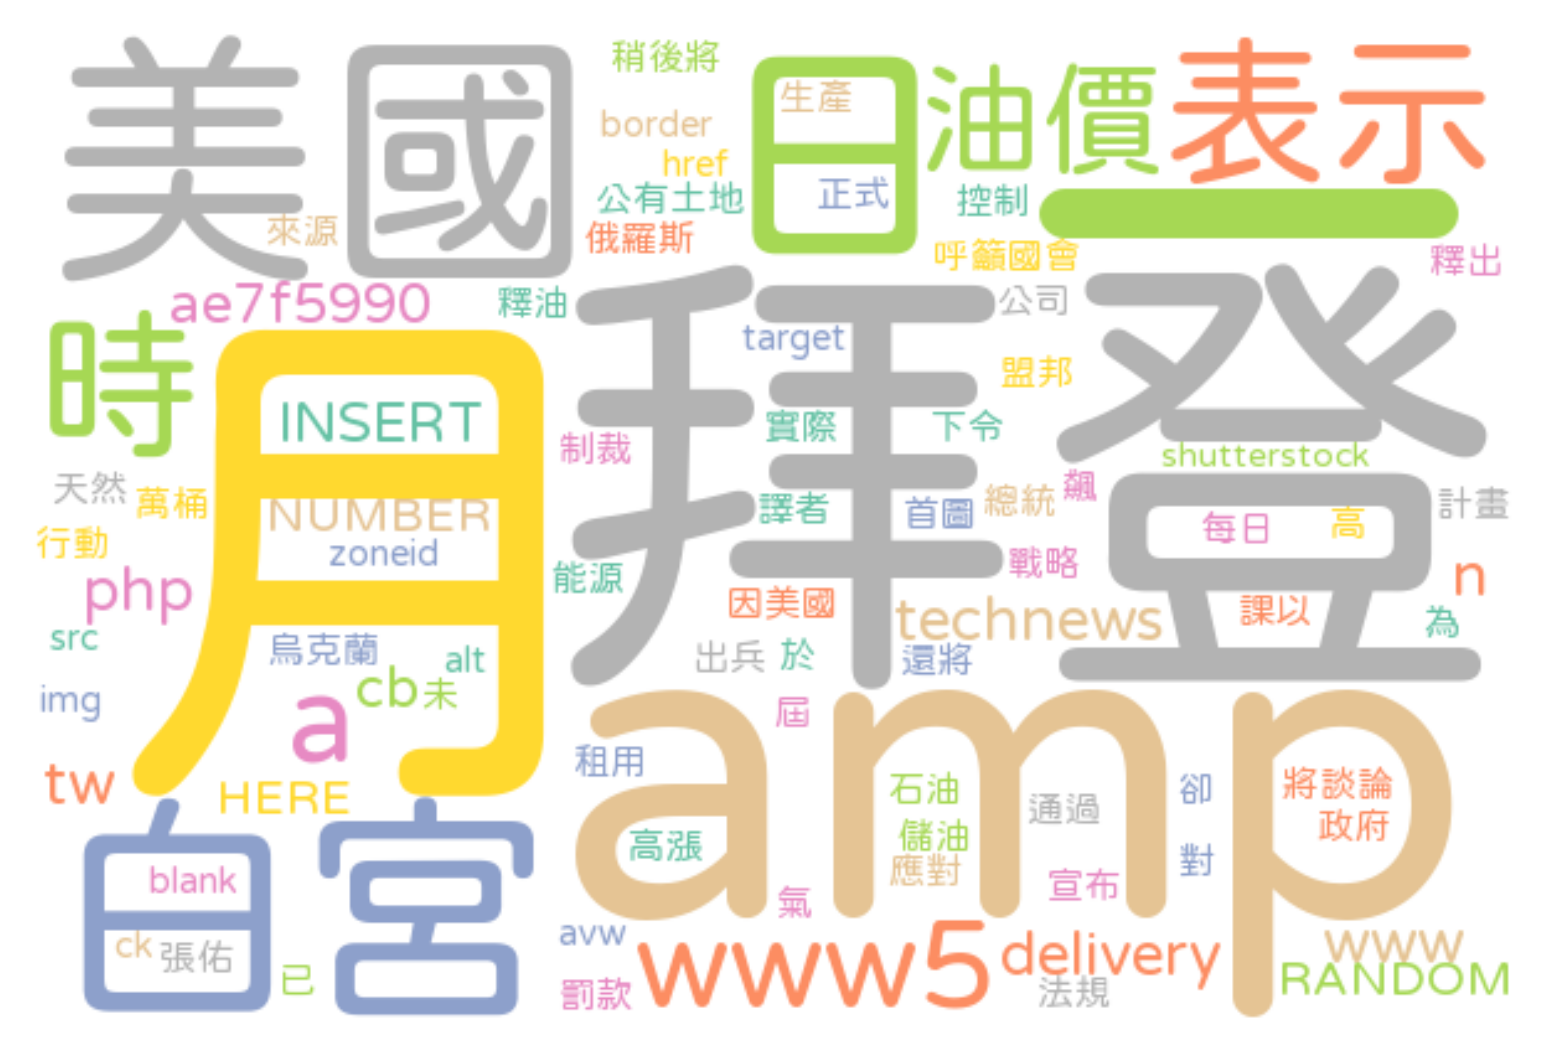 美國
稍後將
日
油價
表示
生產
border
href
正式
公有土地
控制
一
來源
俄羅斯
呼籲國會
釋出
ae7f5990
釋油
拜登
公司
時
月
target
盟邦
INSERT
實際
下令
制裁
shutterstock
天然
萬桶
NUMBER
譯者
首圖
總統
飆
計畫
每日
高
行動
zoneid
戰略
php
能源
因美國
technews
課以
n
為
src
烏克蘭
alt
出兵
於
還將
img
cb
未
a
屆
amp
tw
HERE
租用
石油
通過
卻
將談論
政府
白宮
高張
儲油
應對
對
blank
氣
宣布
ck
張佑
已
avw
www5
delivery
www
罰款
法規
RANDOM